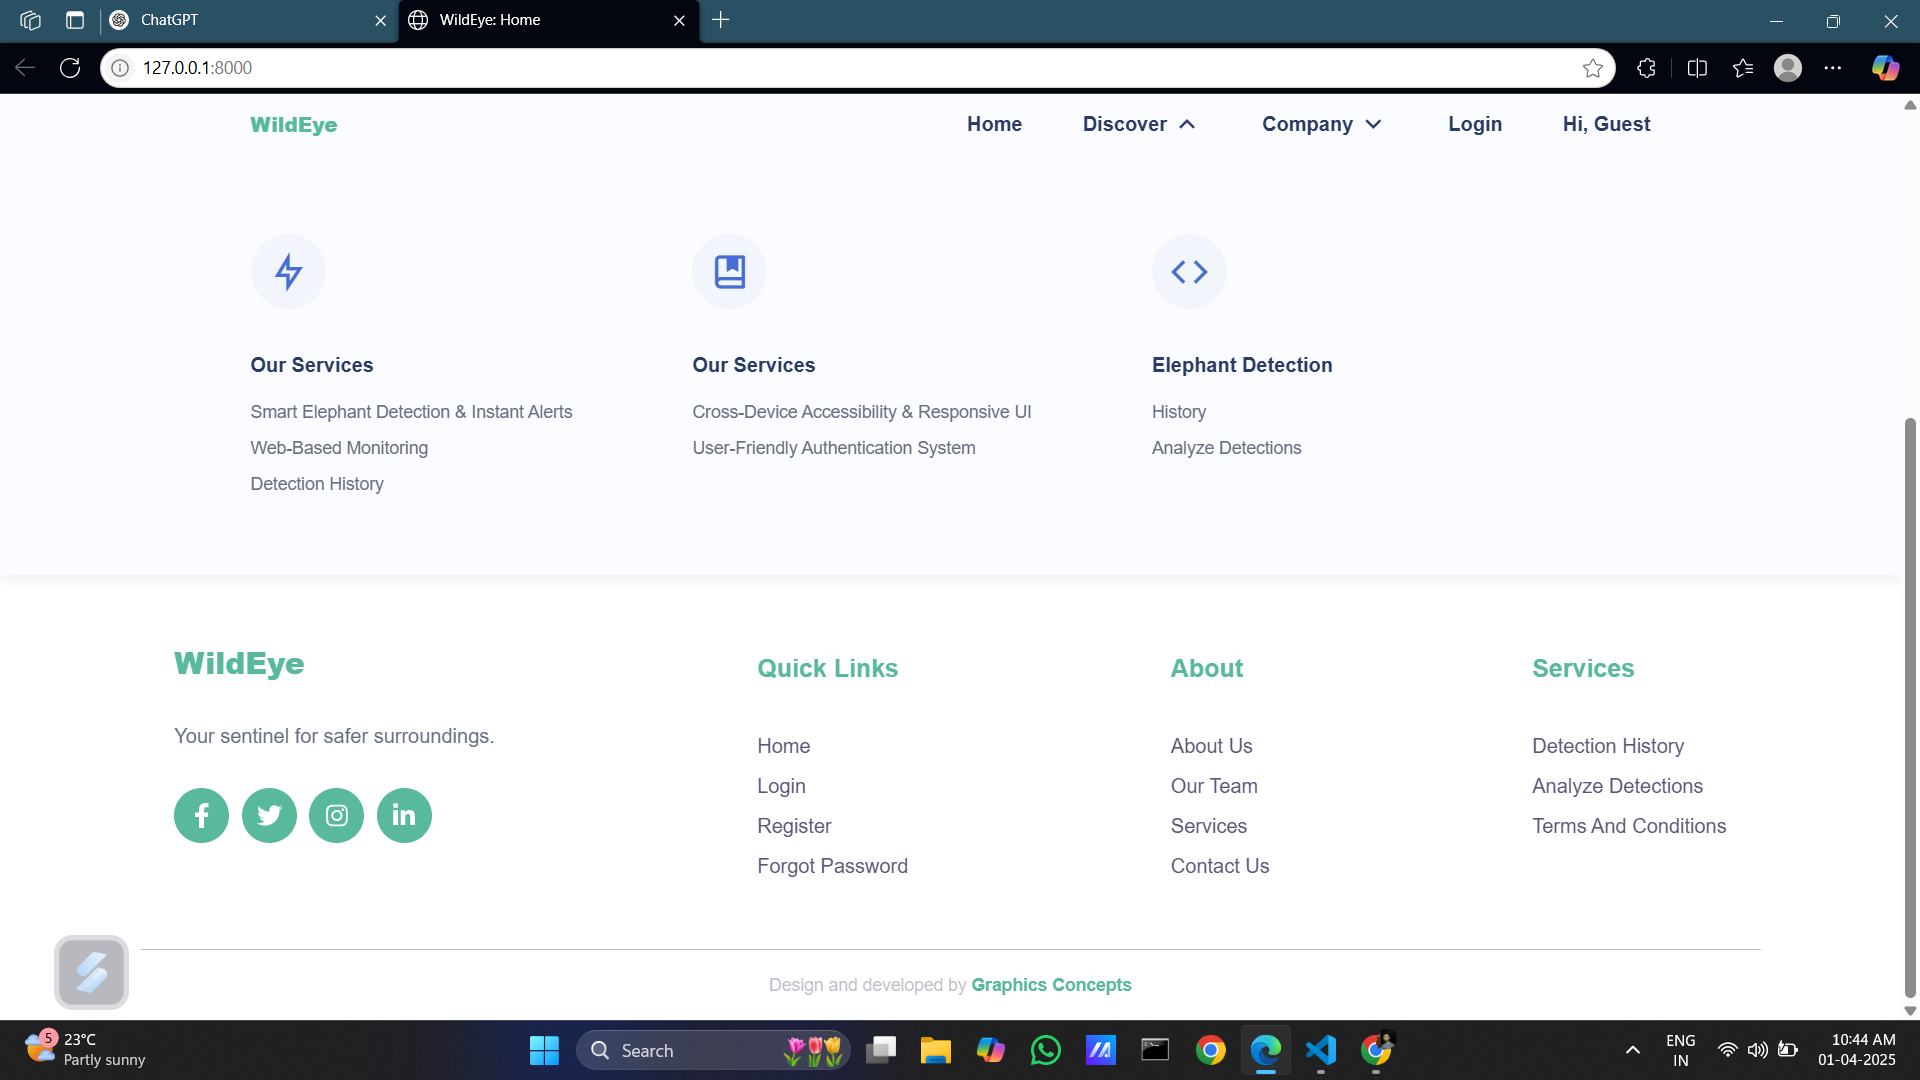 ChatGPT
WildEye: Home
127.0.0.1:8000
WildEye
Home
Discover
Company
Login
Hi, Guest
Our Services
Smart Elephant Detection & Instant Alerts
Web-Based Monitoring
Detection History
Our Services
Cross-Device Accessibility & Responsive UI
User-Friendly Authentication System
Elephant Detection
History
Analyze Detections
WildEye
Your sentinel for safer surroundings.
Quick Links
Home
Login
Register
Forgot Password
About
About Us
Our Team
Services
Contact Us
Services
Detection History
Analyze Detections
Terms And Conditions
Design and developed by Graphics Concepts
5
23°C
Partly sunny
Search
ENG
IN
10:44 AM
01-04-2025